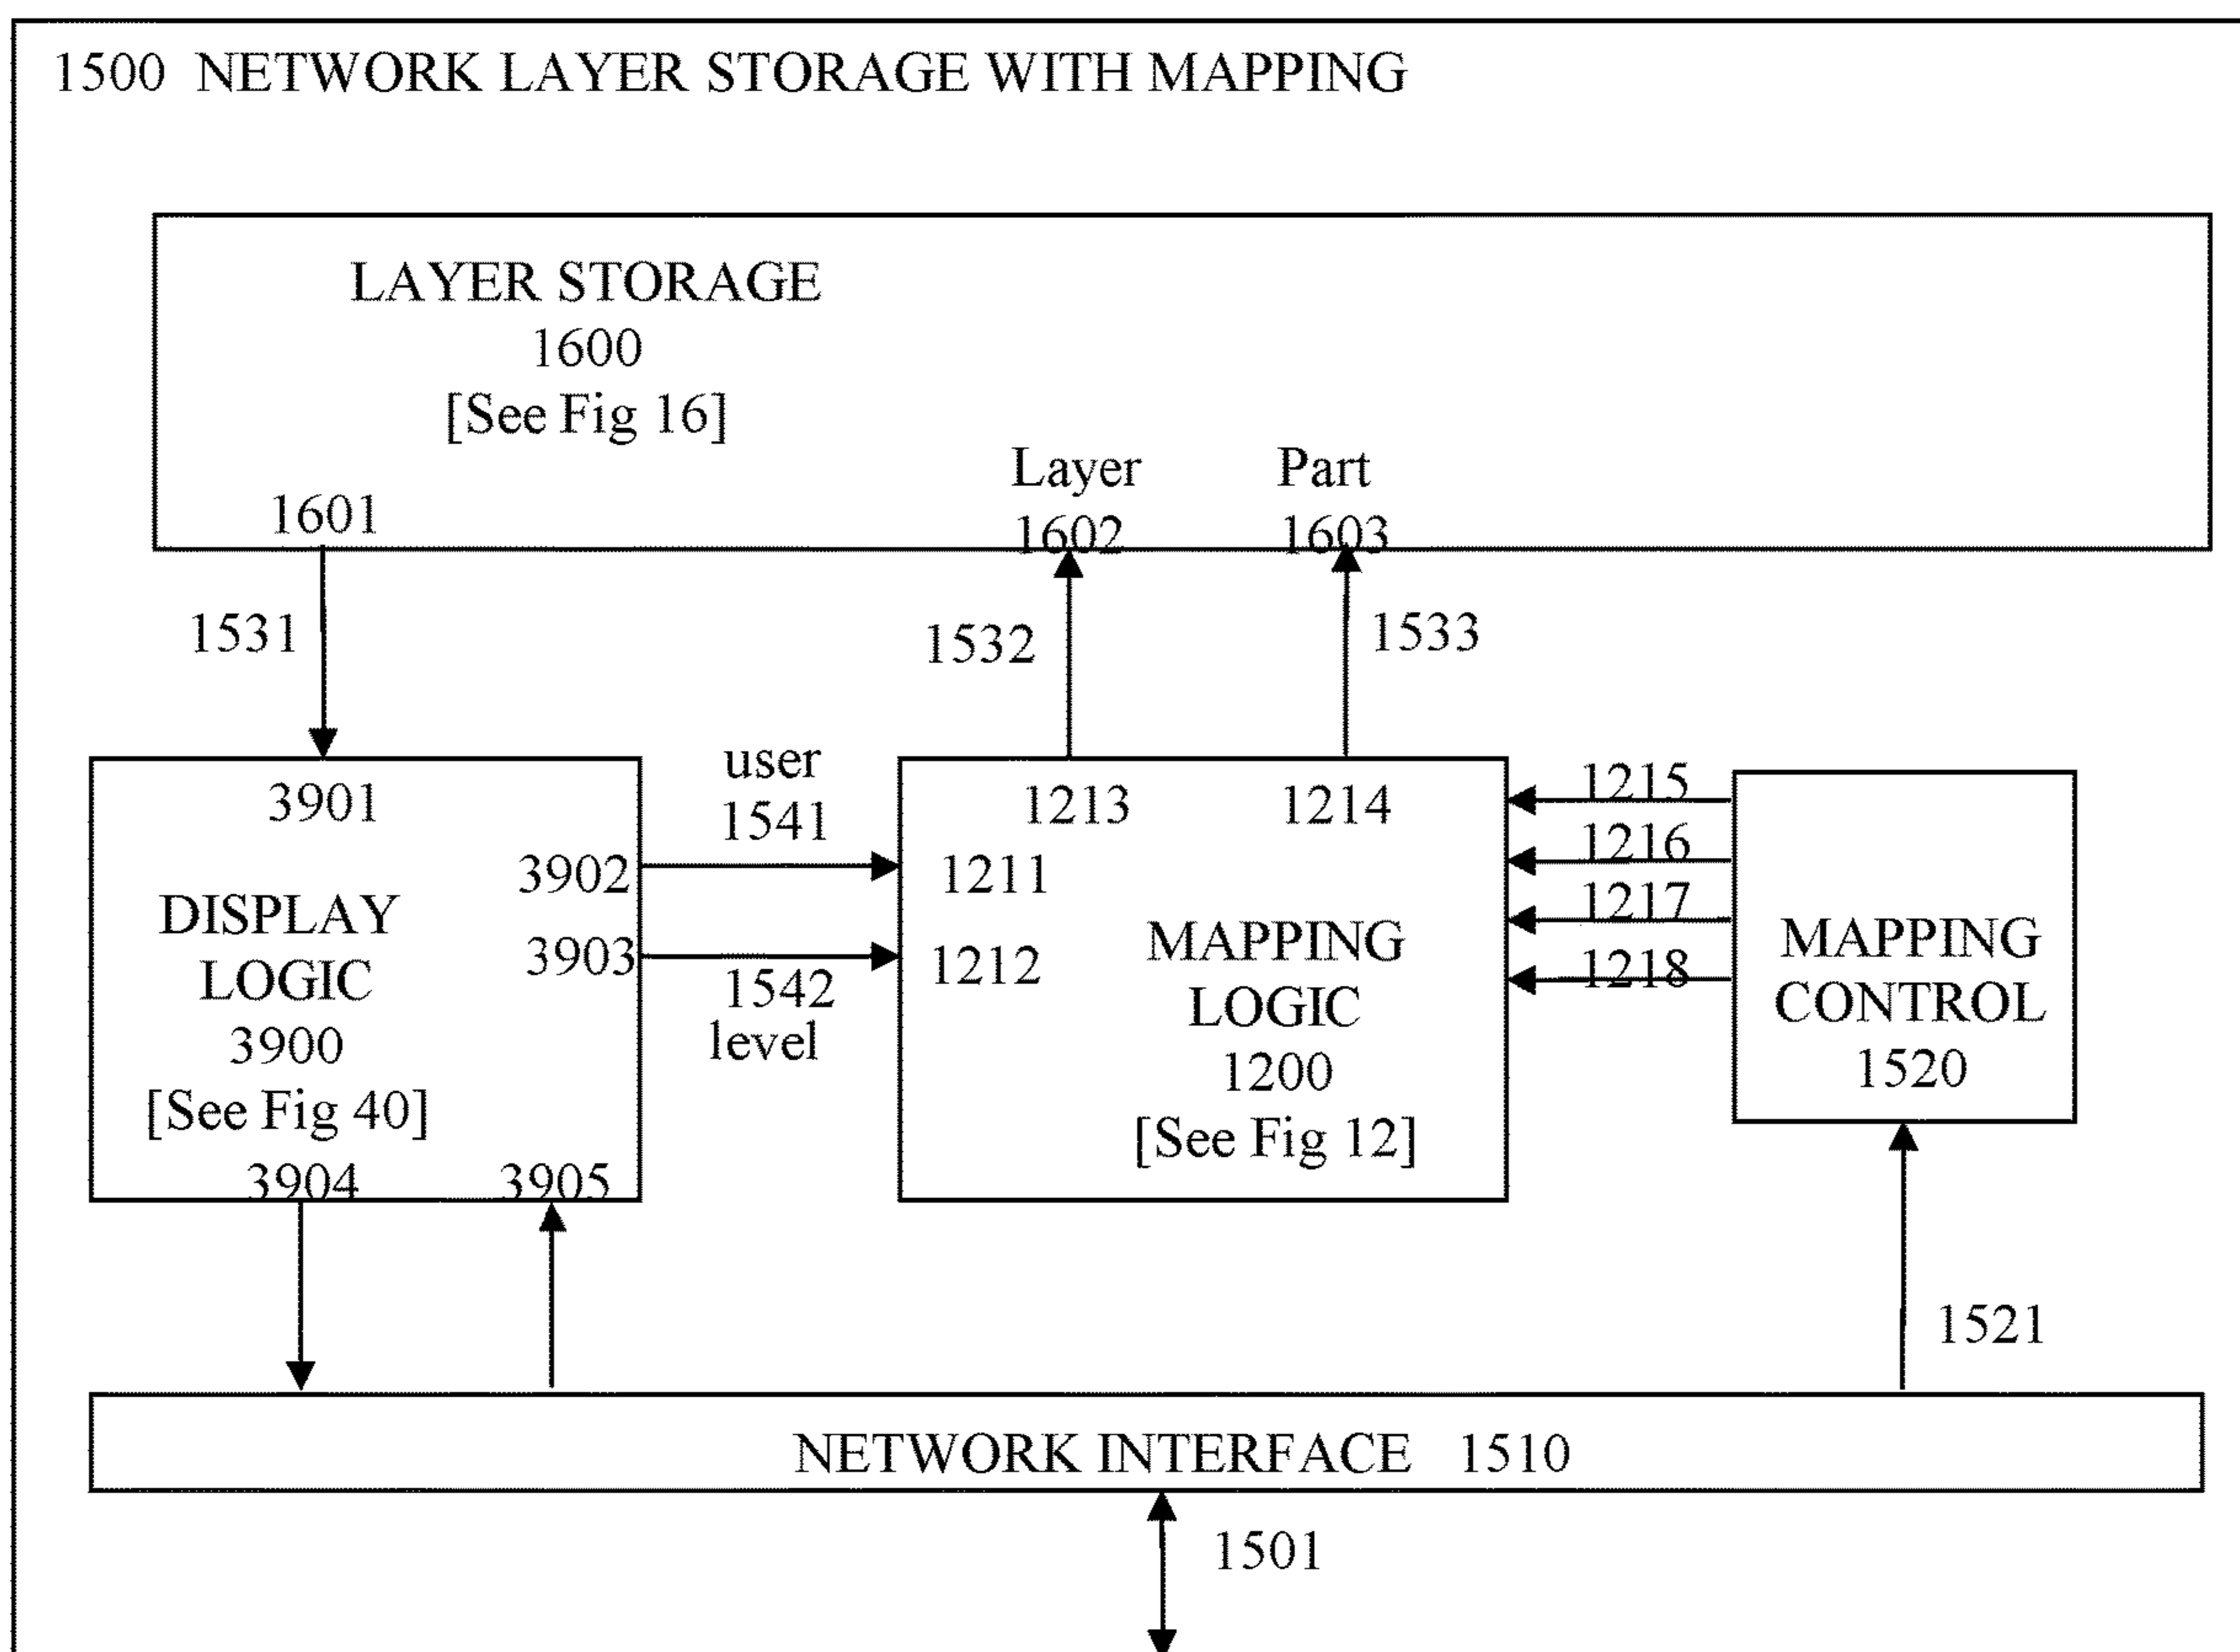 1500 NETWORK LAYER STORAGE WITH MAPPING
LAYER STORAGE
1600
[See Fig 16]
Layer
Part
1601
1602
1603
1531
1532
1533
user
1541
3901
3902
3903
DISPLAY
LOGIC
3900
[See Fig 40]
3904
3905
1542
level
1213
1214
1211
1212
MAPPING
LOGIC
1200
[See Fig 12]
1215
1216
1217
1218
MAPPING
CONTROL
1520
1521
NETWORK INTERFACE 1510
1501